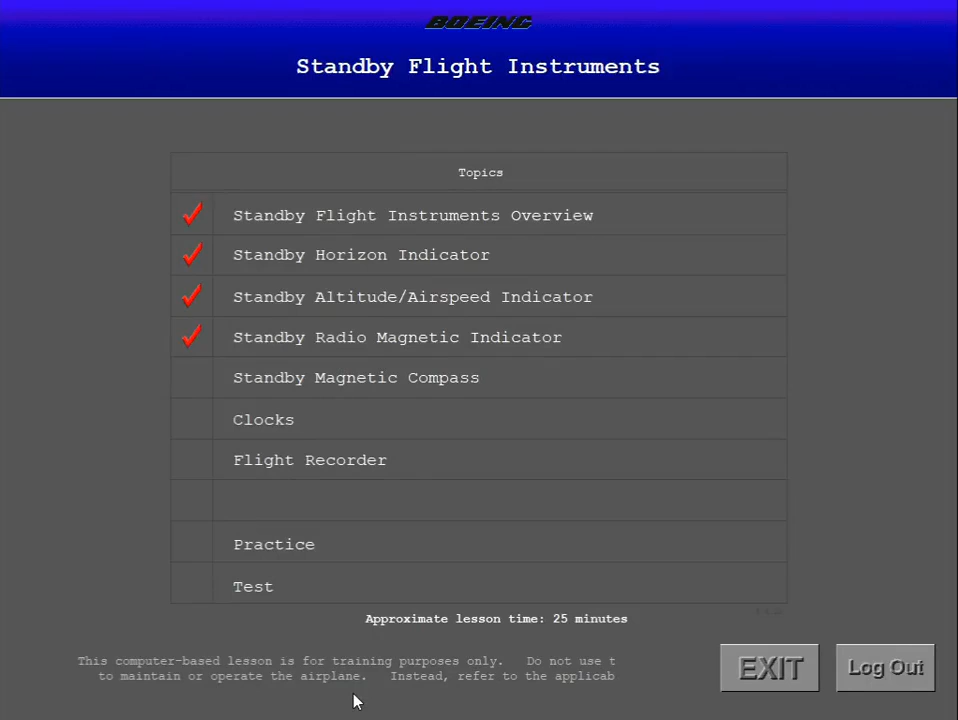 BOEING
Standby Flight Instruments
Topics
Standby Flight Instruments Overview
Standby Horizon Indicator
Standby Altitude/Airspeed Indicator
Standby Radio Magnetic Indicator
Standby Magnetic Compass
Clocks
Flight Recorder
Practice
Test
Approximate lesson time: 25 minutes
This computer-based lesson is for training purposes only. Do not use t
to maintain or operate the airplane. Instead, refer to the applicab
EXIT
Log Out